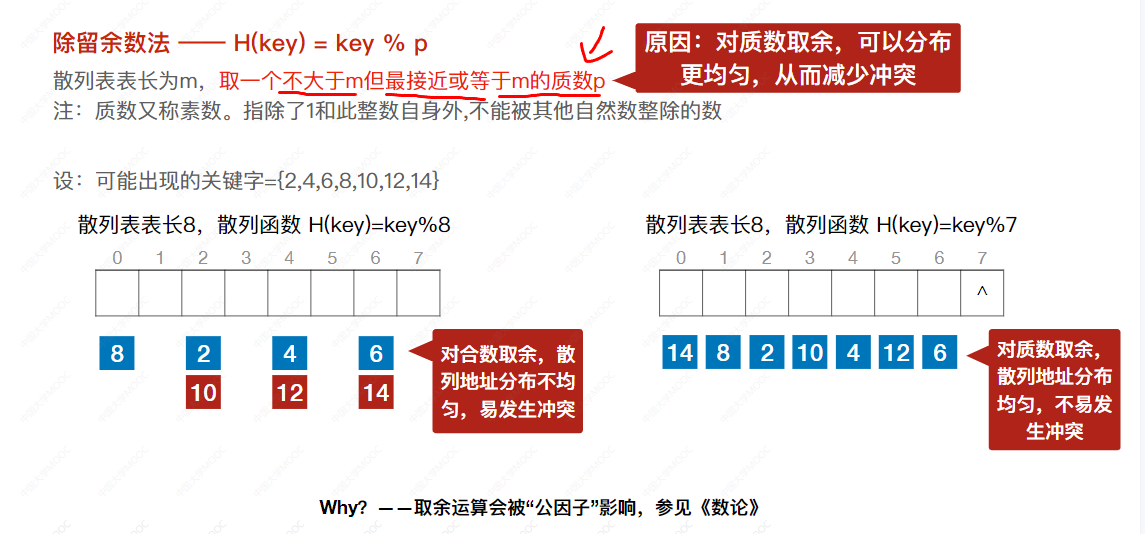 除留余数法 —— H(key) = key % p
散列表表长为m，取一个不大于m但最接近或等于m的质数p
原因：对质数取余，可以分布
更均匀，从而减少冲突
注：质数又称素数。指除了1和此整数自身外,不能被其他自然数整除的数
设：可能出现的关键字={2,4,6,8,10,12,14}
散列表表长8，散列函数 H(key)=key%8
0 1 2 3 4 5 6 7
8 2 4 6
10 12 14
对合数取余，散
列地址分布不均
匀，易发生冲突
散列表表长8，散列函数 H(key)=key%7
0 1 2 3 4 5 6 7
^
14 8 2 10 4 12 6
对质数取余，
散列地址分布
均匀，不易发
生冲突
Why？——取余运算会被“公因子”影响，参见《数论》